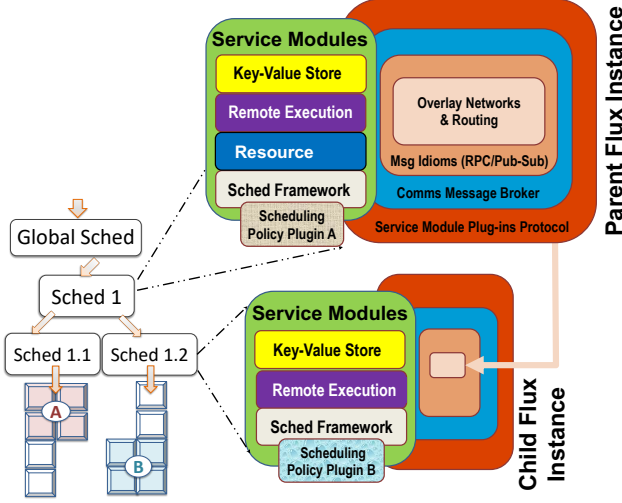 Service Modules
Key-Value Store
Remote Execution
Resource
Sched Framework
Scheduling
Policy Plugin A
Overlay Networks
& Routing
Msg Idioms (RPC/Pub-Sub)
Comms Message Broker
Service Module Plug-ins Protocol
Parent Flux Instance
Global Sched
Sched 1
Sched 1.1
Sched 1.2
A
B
Service Modules
Key-Value Store
Remote Execution
Sched Framework
Scheduling
Policy Plugin B
Child Flux
Instance